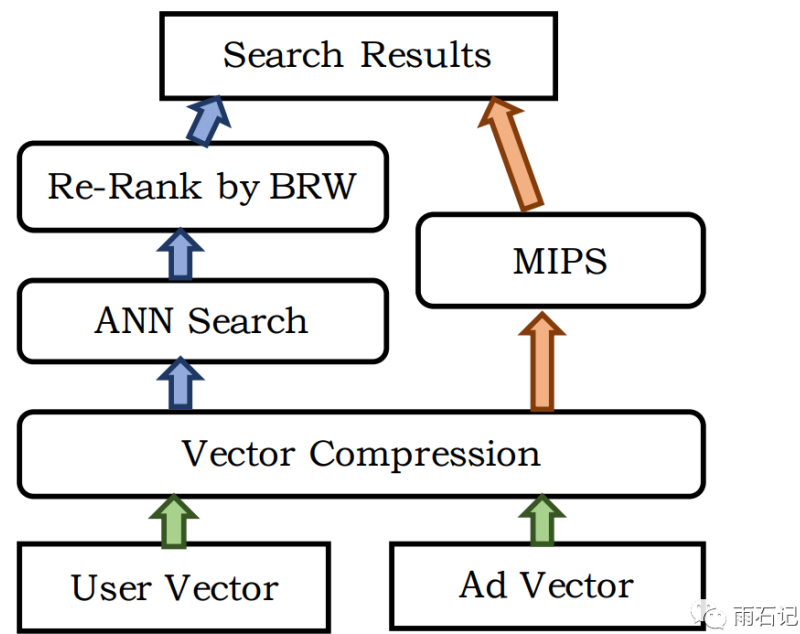 Search Results
Re-Rank by BRW
MIPS
ANN Search
Vector Compression
User Vector
Ad Vector
雨石记